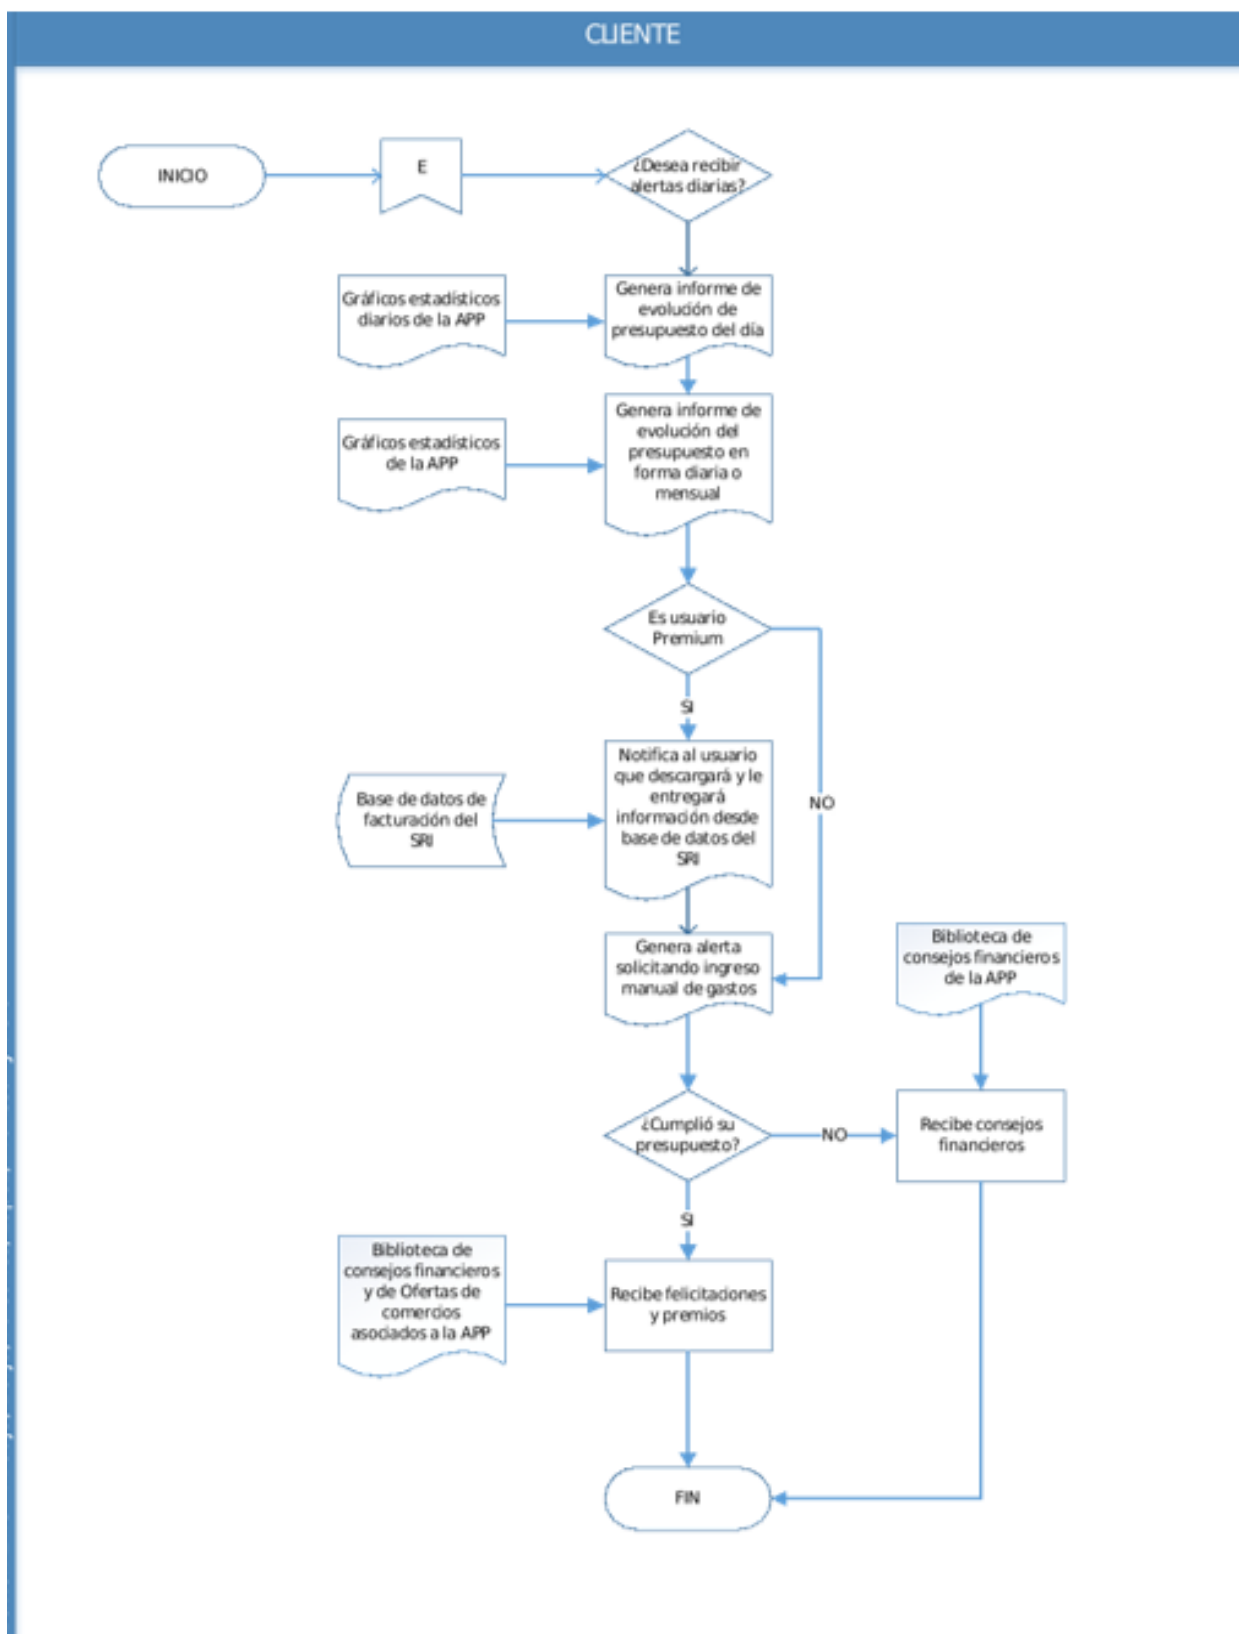 CLIENTE
INICIO
E
¿Desea recibir
alertas diarias?
Gráficos estadísticos
diarios de la APP
Genera informe de
evolución de
presupuesto del día
Gráficos estadísticos
de la APP
Genera informe de
evolución del
presupuesto en
forma diaria o
mensual
Es usuario
Premium
SI
NO
Base de datos de
facturación del
SRI
Notifica al usuario
que descargará y le
entregará
información desde
base de datos del
SRI
Genera alerta
solicitando ingreso
manual de gastos
Biblioteca de
consejos financieros
de la APP
¿Cumplió su
presupuesto?
NO
Recibe consejos
financieros
SI
Biblioteca de
consejos financieros
y de Ofertas de
comercios
asociados a la APP
Recibe felicitaciones
y premios
FIN